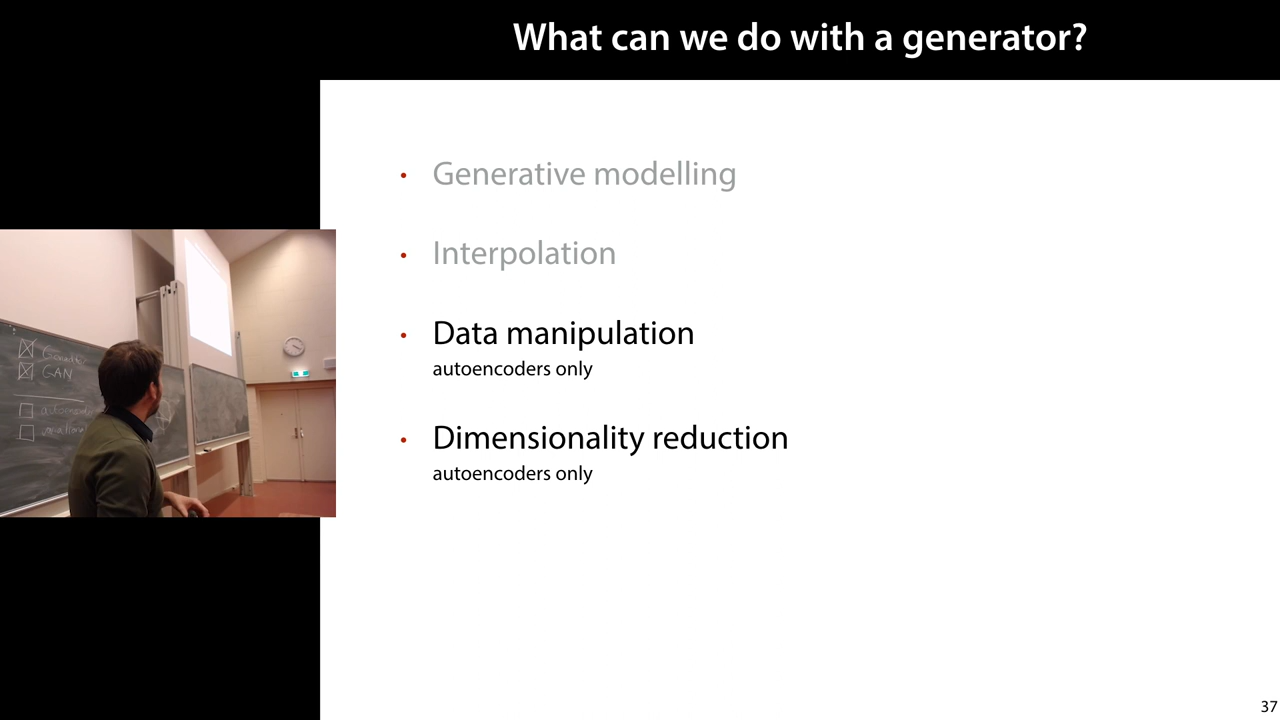 What can we do with a generator?
• Generative modelling
• Interpolation
• Data manipulation
autoencoders only
• Dimensionality reduction
autoencoders only
GAN
37